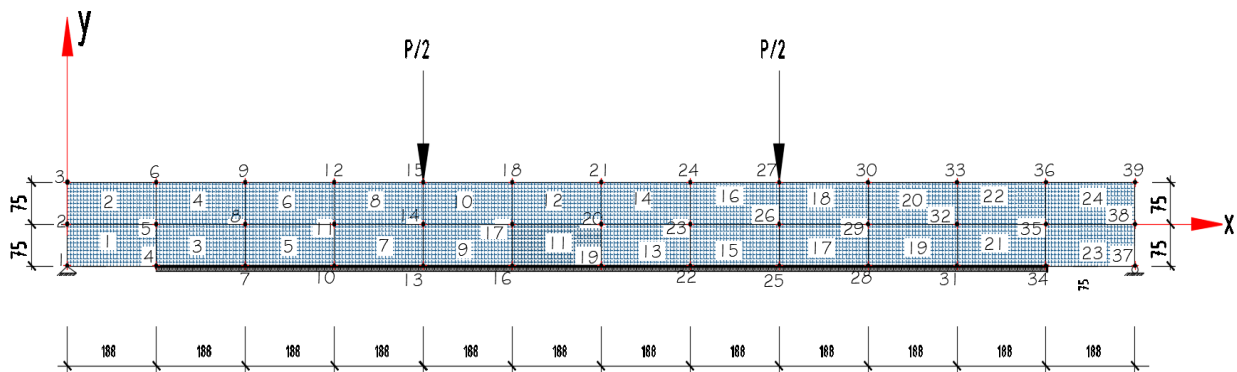 y
P/2 P/2
3 6 9 12 15 18 21 24 27 30 33 36 39
2 4 6 8 10 12 14 16 18 20 22 24
75 75
2 5 8 11 14 17 20 23 26 29 32 35 38 x
1 3 5 7 9 11 13 15 17 19 21 23
75 75
1 4 7 10 13 16 19 22 25 28 31 34 37
75
188 188 188 188 188 188 188 188 188 188 188 188